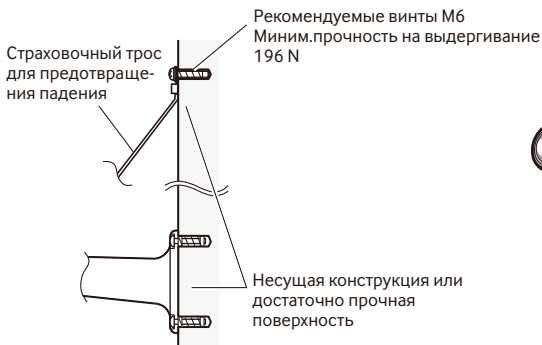 Рекомендуемые винты М6
Миним.прочность на выдергивание
196 N
Страховочный трос
для предотвраще-
ния падения
Несущая конструкция или
достаточно прочная
поверхность